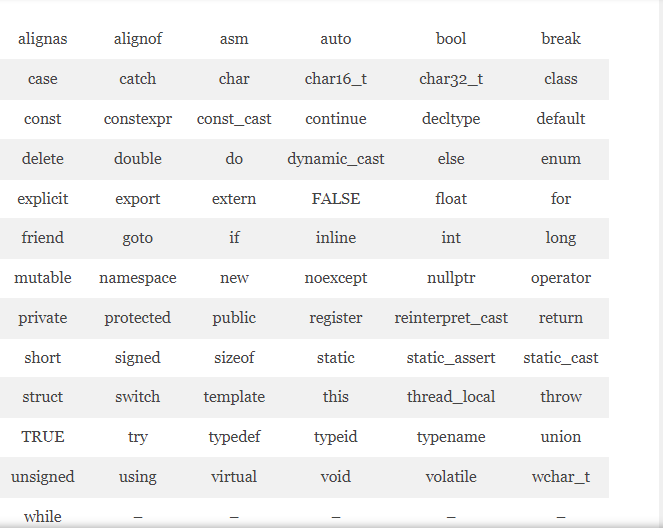 alignas alignof asm auto bool break
case catch char char16_t char32_t class
const constexpr const_cast continue decltype default
delete double do dynamic_cast else enum
explicit export extern FALSE float for
friend goto if inline int long
mutable namespace new noexcept nullptr operator
private protected public register reinterpret_cast return
short signed sizeof static static_assert static_cast
struct switch template this thread_local throw
TRUE try typedef typeid typename union
unsigned using virtual void volatile wchar_t
while – – – – –